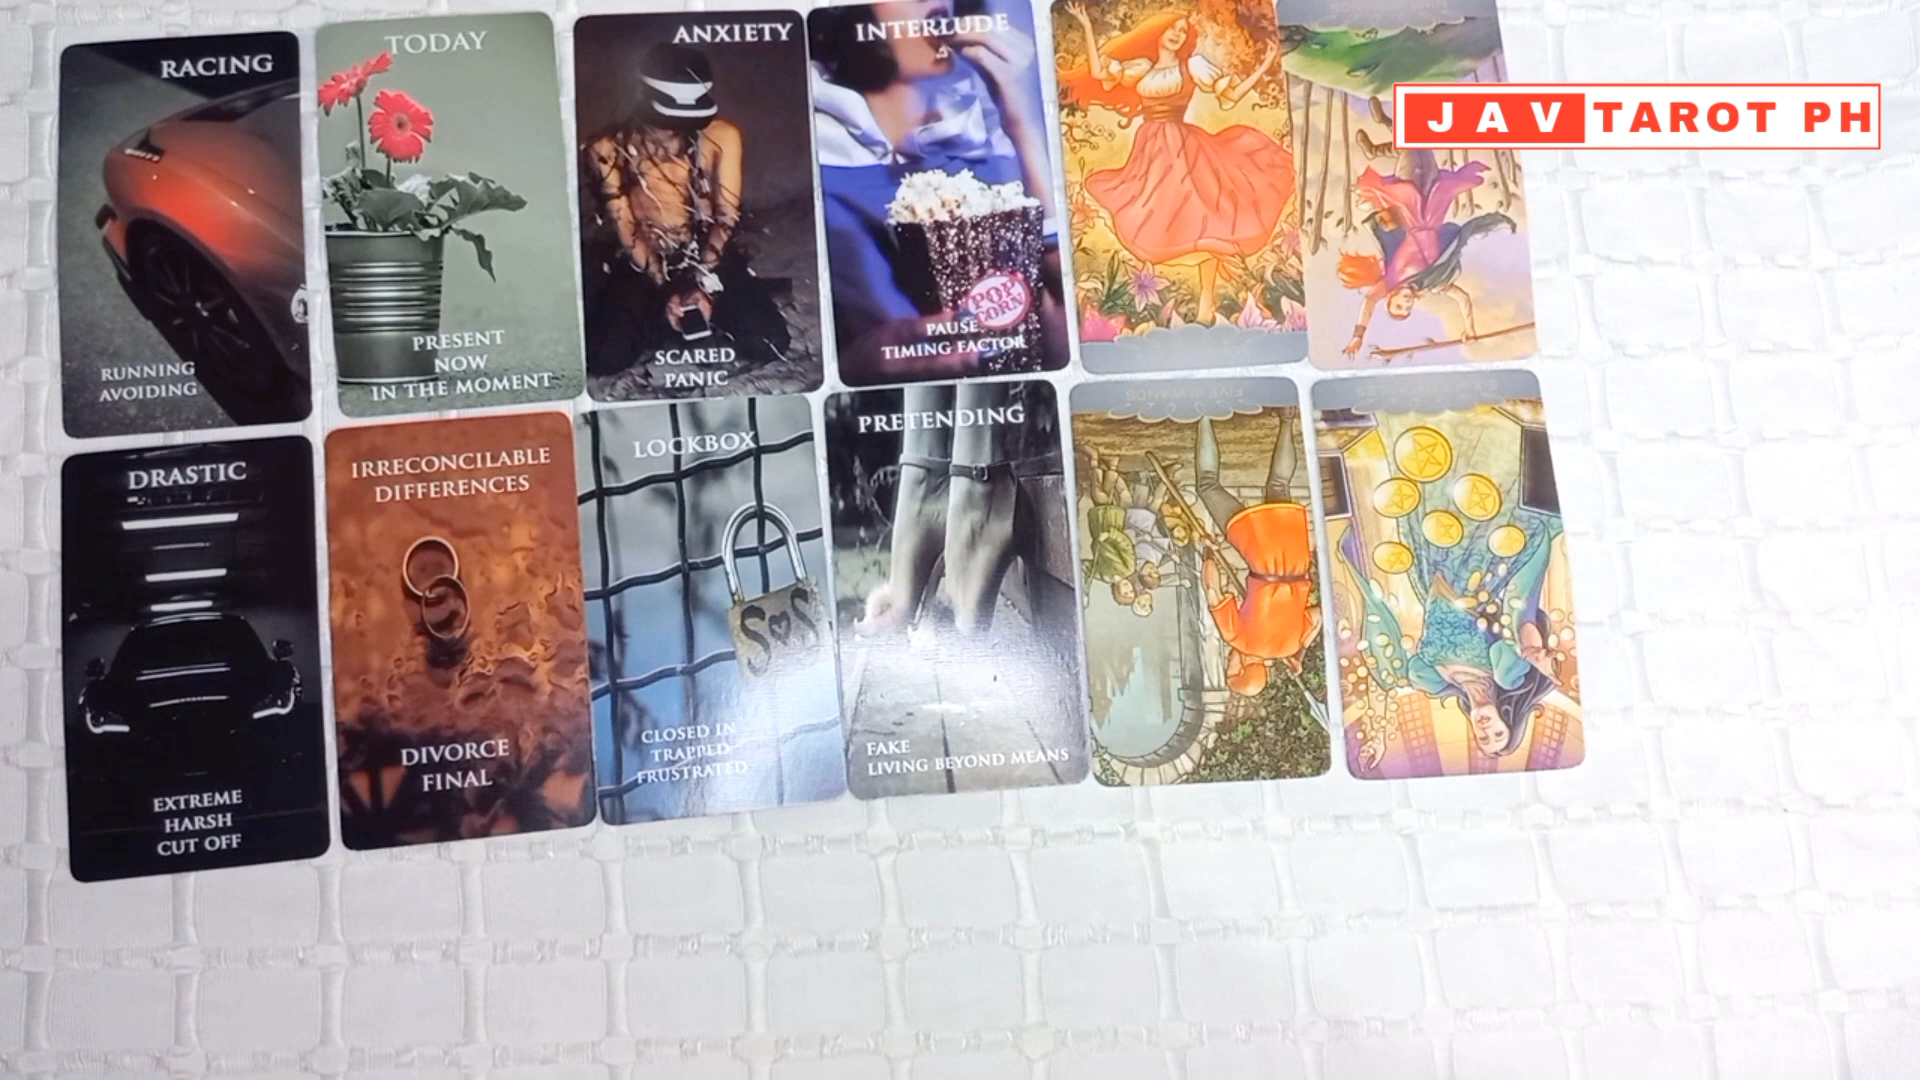 RACING
RUNNING
AVOIDING
TODAY
PRESENT
NOW
IN THE MOMENT
ANXIETY
SCARED
PANIC
INTERLUDE
POP
CORN
PAUSE
TIMING FACTOR
JAV TAROT PH
DRASTIC
EXTREME
HARSH
CUT OFF
IRRECONCILABLE
DIFFERENCES
DIVORCE
FINAL
LOCKBOX
S♥S
CLOSED IN
TRAPPED
FRUSTRATED
PRETENDING
FAKE
LIVING BEYOND MEANS
FIVE WANDS